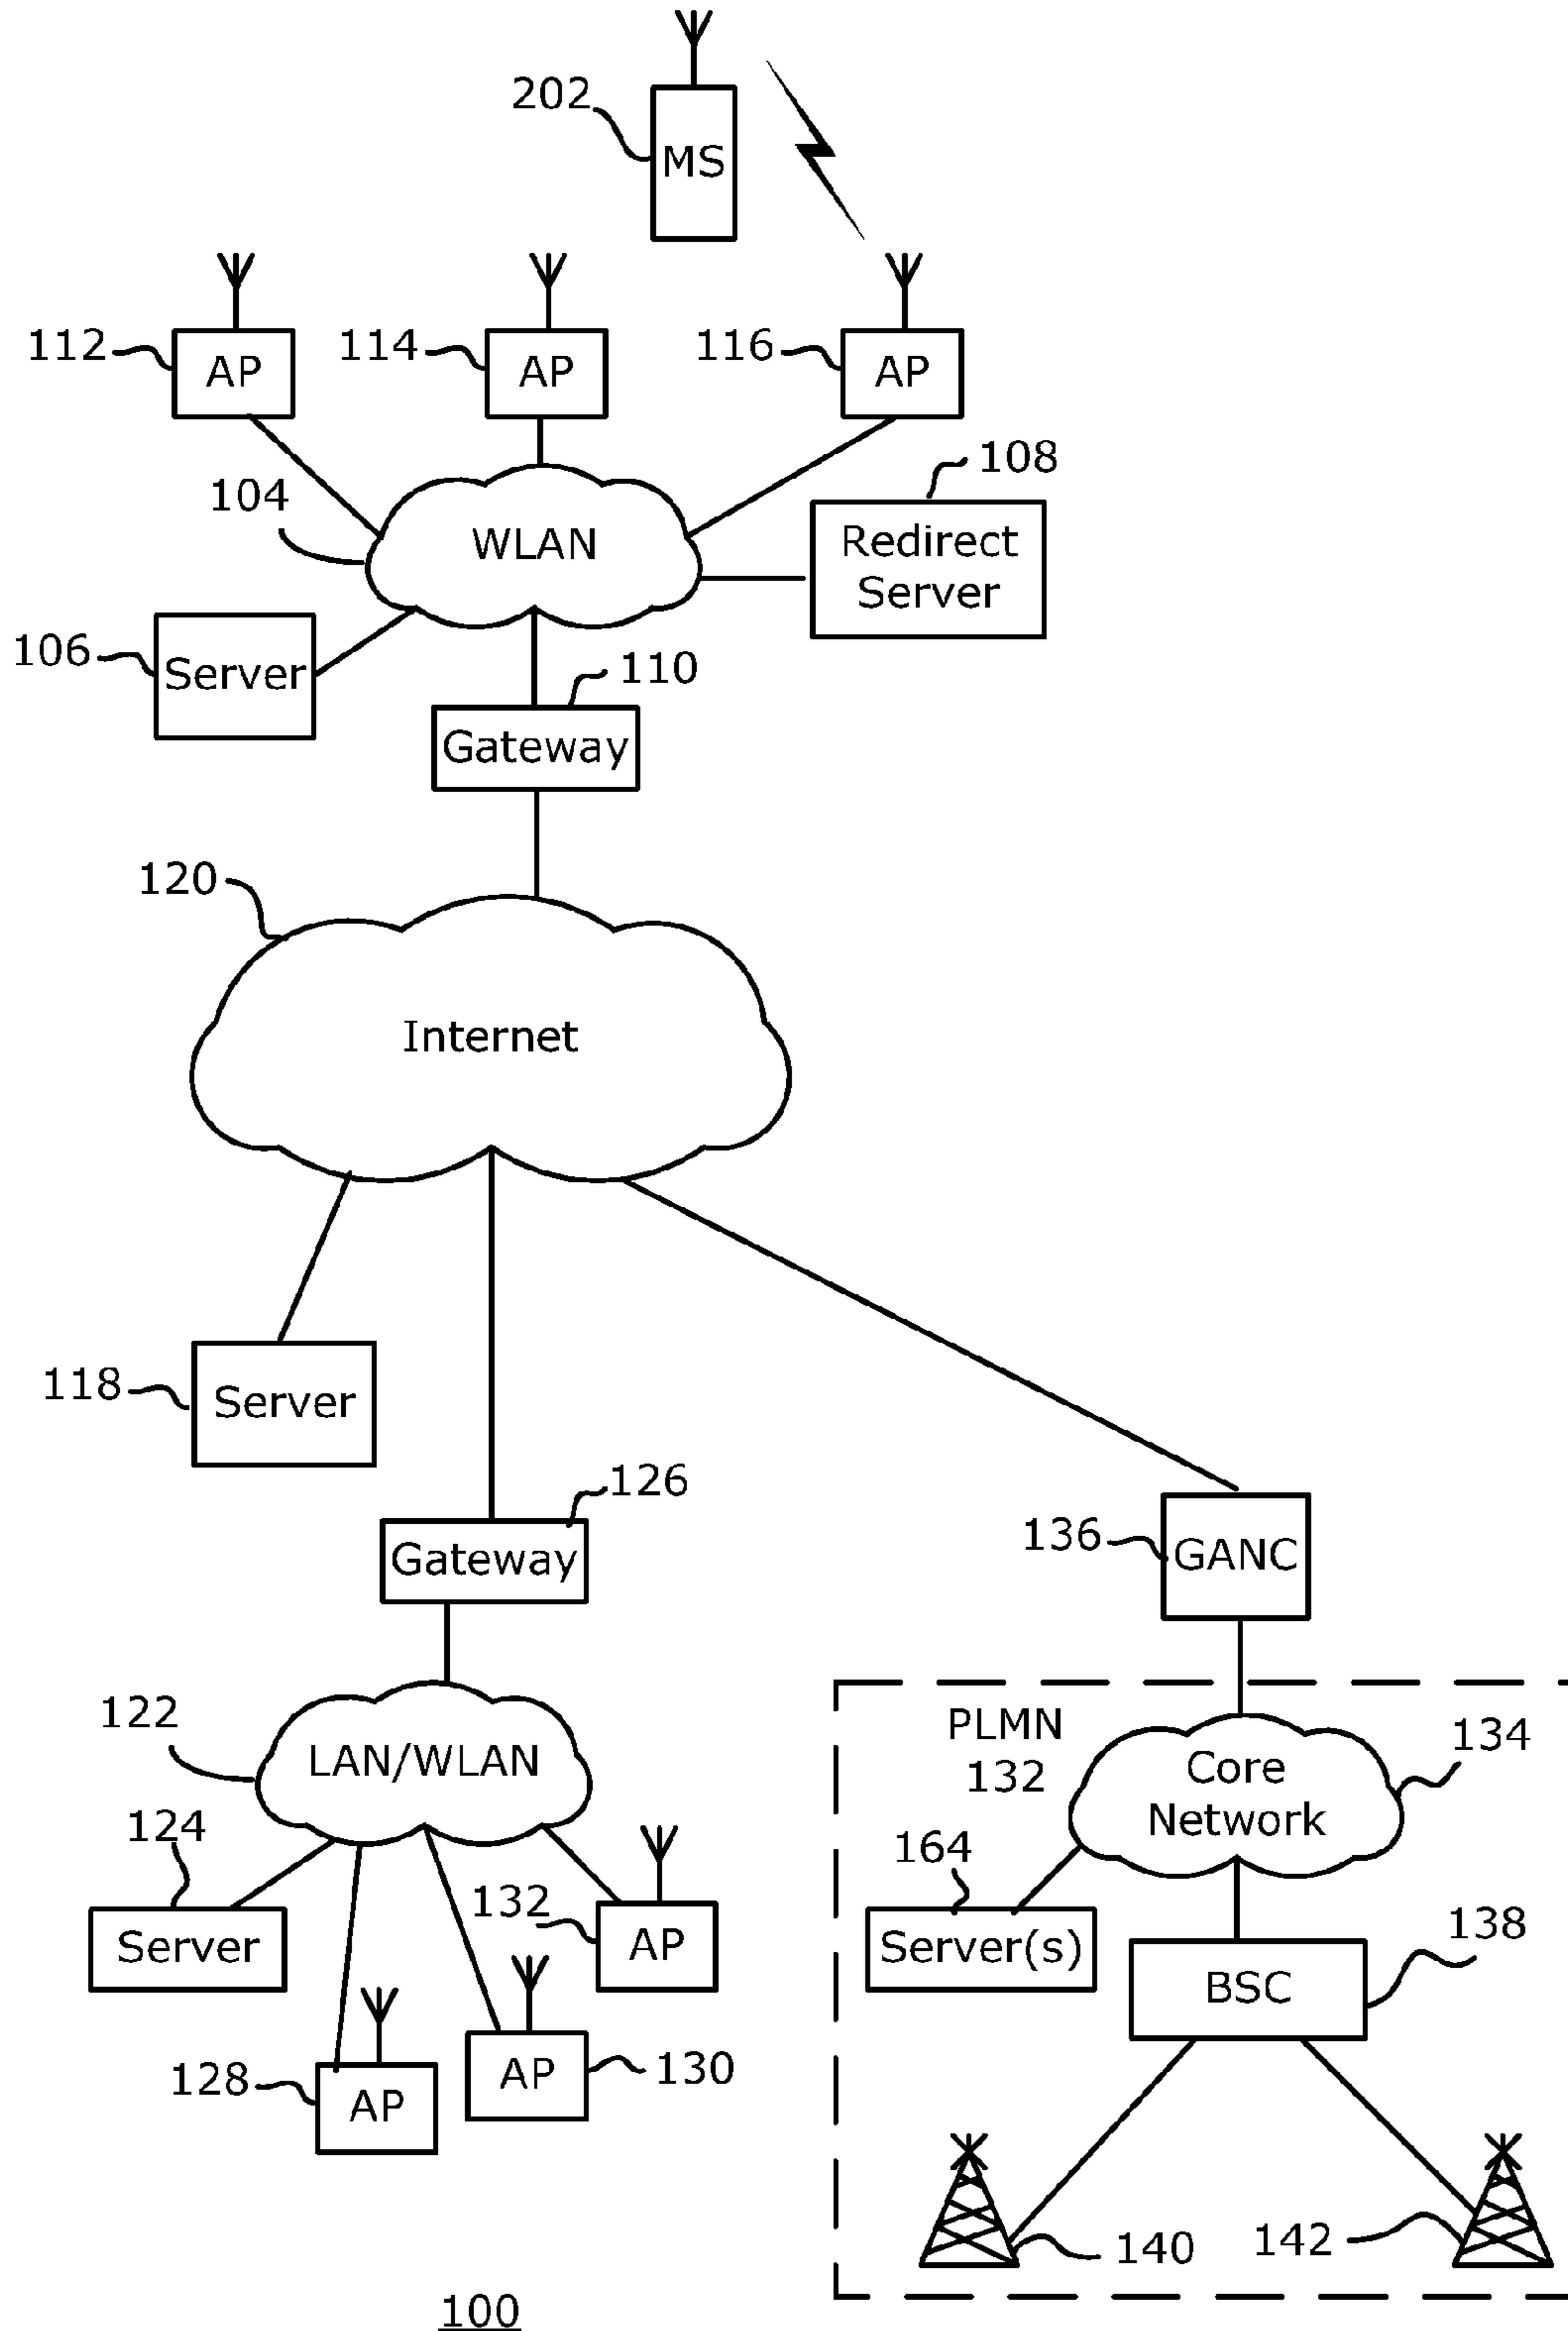 202
MS
112
AP
114
AP
116
AP
104
WLAN
108
Redirect
Server
106
Server
110
Gateway
120
Internet
118
Server
126
Gateway
136
GANC
122
LAN/WLAN
PLMN
132
Core
Network
134
124
Server
132
AP
164
Server(s)
138
BSC
128
AP
AP
130
140
142
100